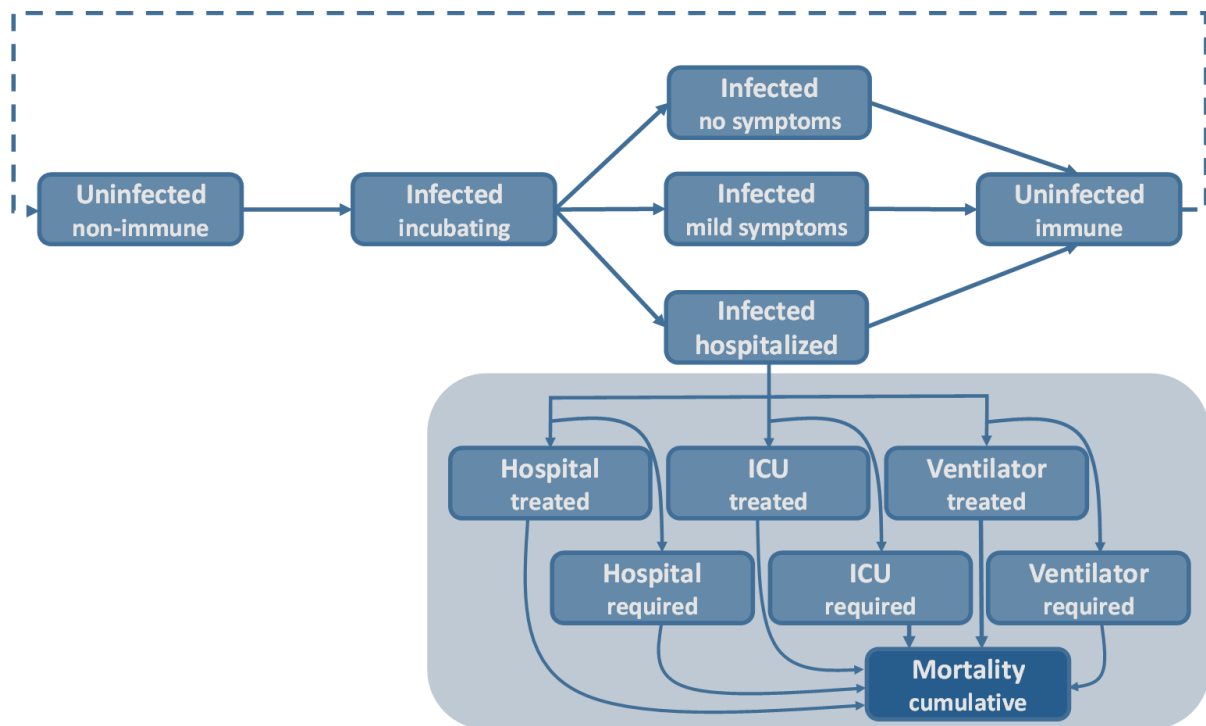 Infected
no symptoms
Uninfected
non-immune
Infected
incubating
Infected
mild symptoms
Uninfected
immune
Infected
hospitalized
Hospital
treated
ICU
treated
Ventilator
treated
Hospital
required
ICU
required
Ventilator
required
Mortality
cumulative